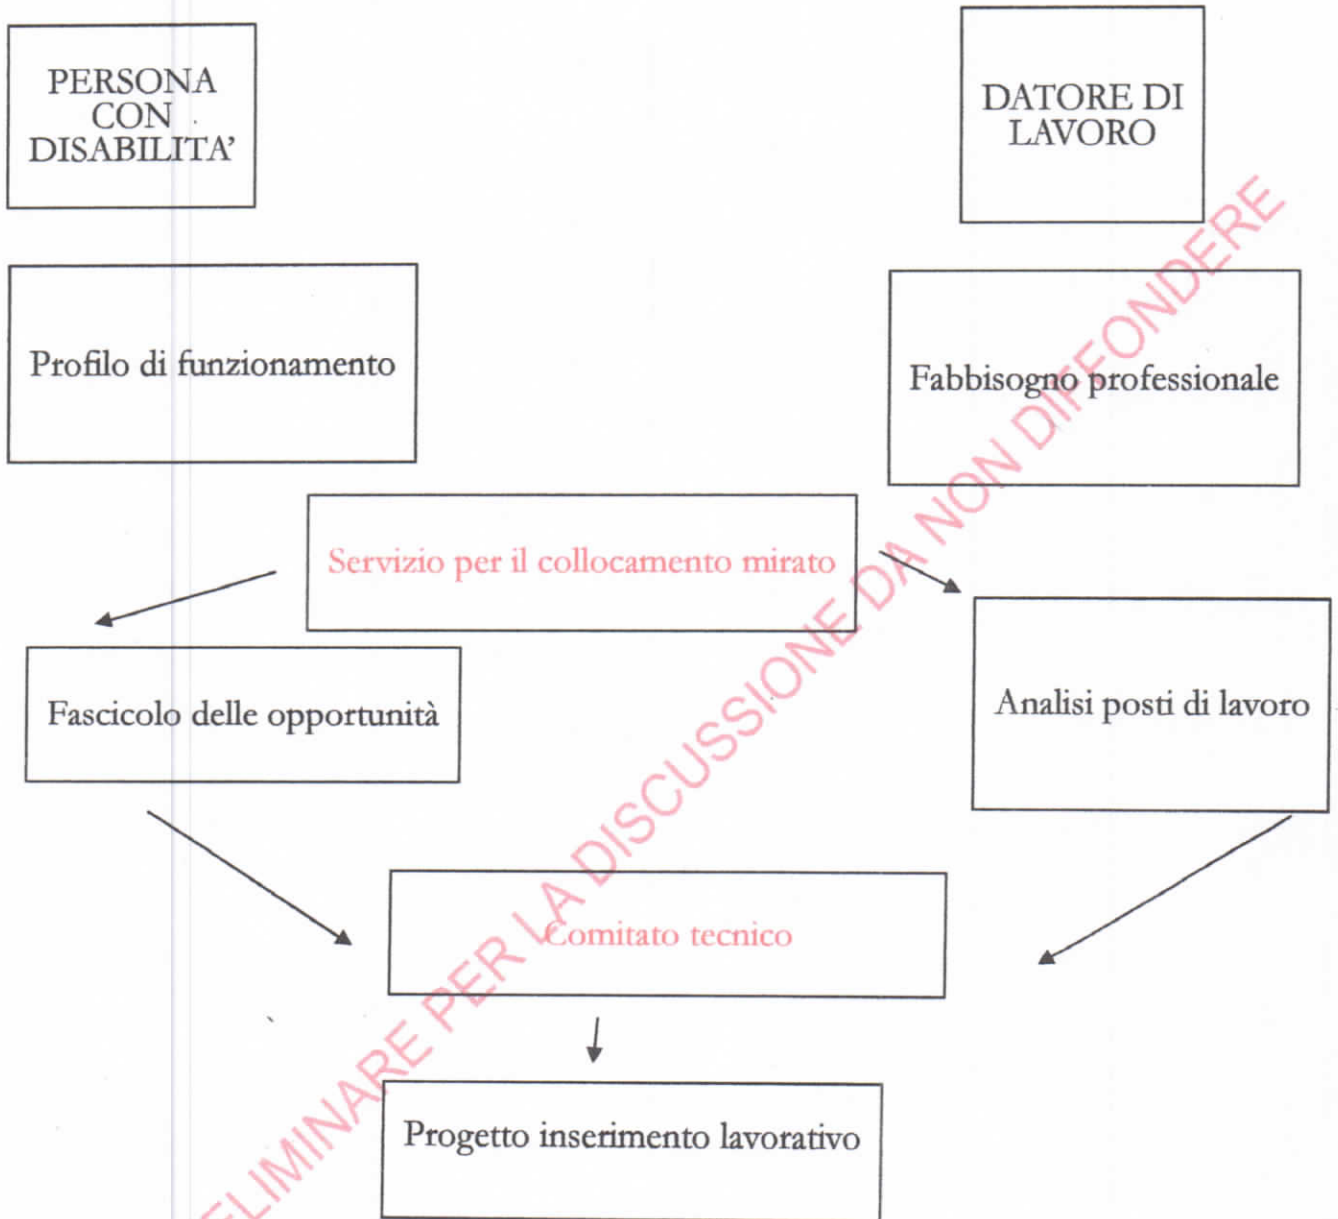 PERSONA
CON
DISABILITA'
DATORE DI
LAVORO
Profilo di funzionamento
Fabbisogno professionale
Servizio per il collocamento mirato
Fascicolo delle opportunità
Analisi posti di lavoro
Comitato tecnico
Progetto inserimento lavorativo
ELIMINARE PER LA DISCUSSIONE DA NON DIFFONDERE